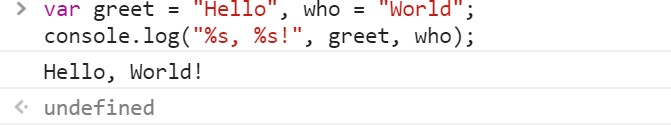 > var greet = "Hello", who = "World";
console.log("%s, %s!", greet, who);
Hello, World!
undefined